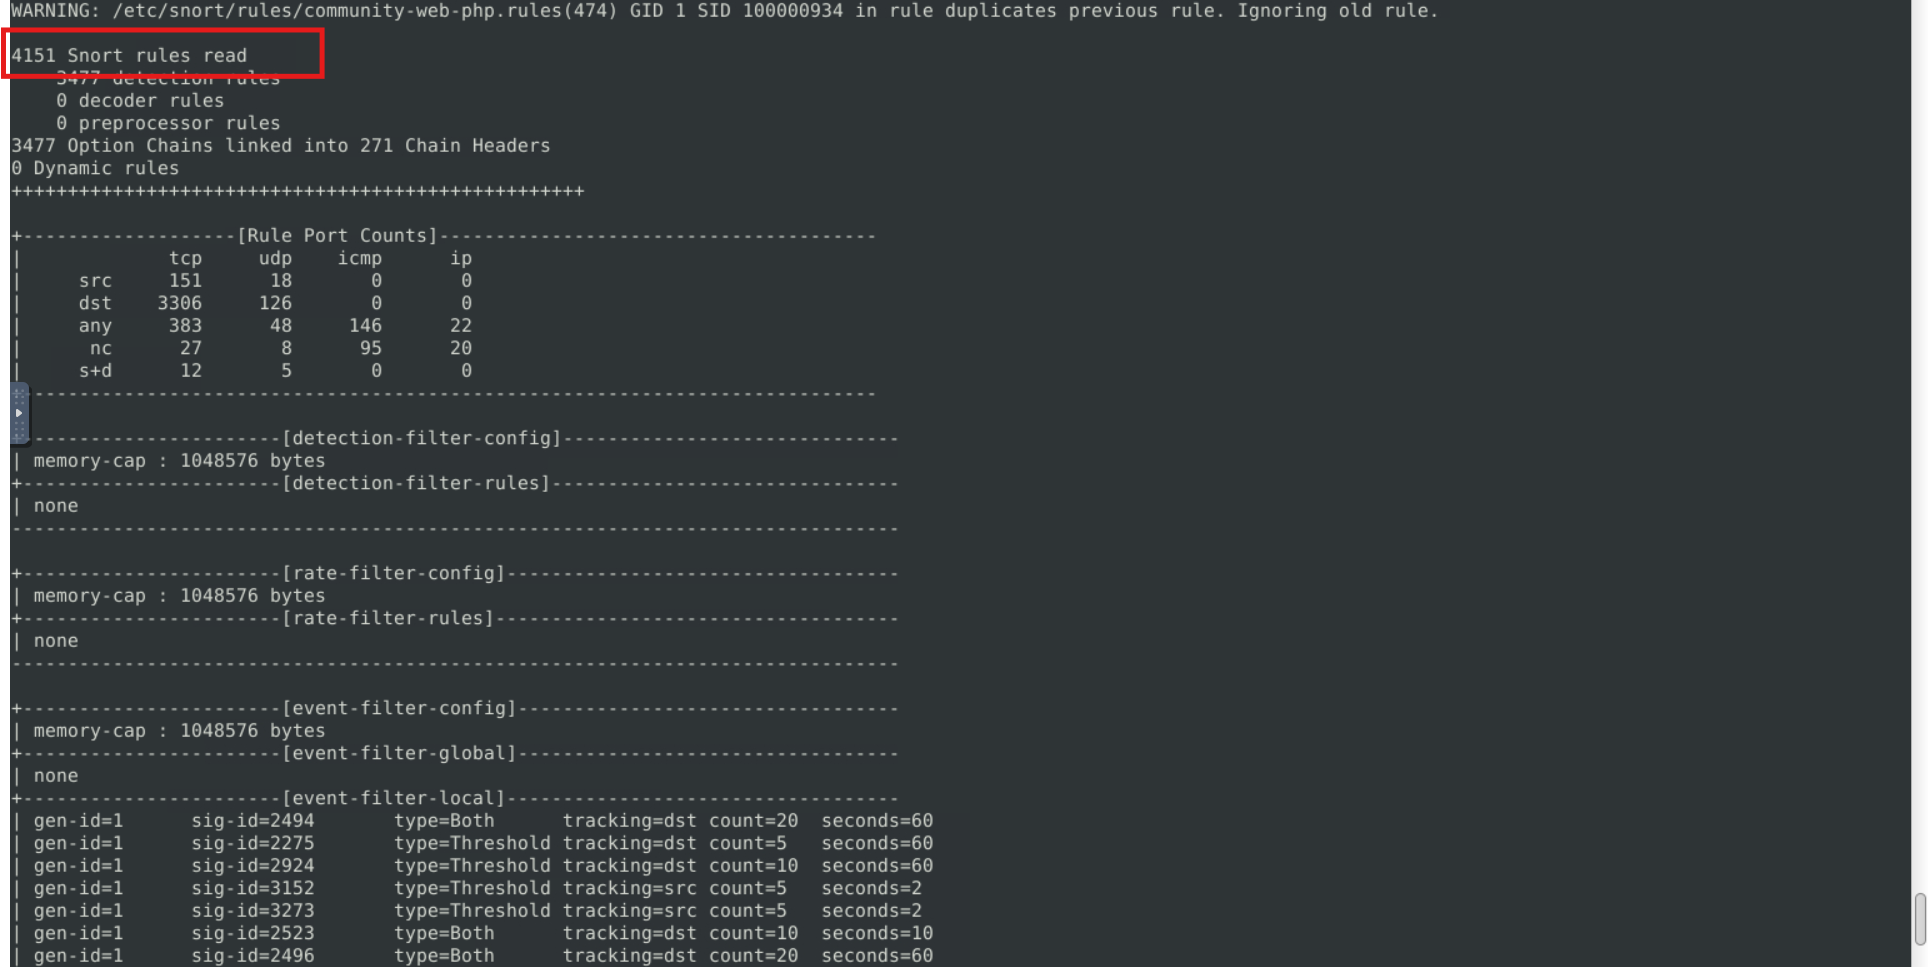 WARNING: /etc/snort/rules/community-web-php.rules(474) GID 1 SID 100000934 in rule duplicates previous rule. Ignoring old rule.
4151 Snort rules read
    3477 detection rules
    0 decoder rules
    0 preprocessor rules
3477 Option Chains linked into 271 Chain Headers
0 Dynamic rules
+++++++++++++++++++++++++++++++++++++++++++++++++++
+-------------------[Rule Port Counts]---------------------------------------
|             tcp     udp    icmp      ip
|     src     151      18       0       0
|     dst    3306     126       0       0
|     any     383      48     146      22
|      nc      27       8      95      20
|     s+d      12       5       0       0
+----------------------------------------------------------------------------
+-----------------------[detection-filter-config]------------------------------
| memory-cap : 1048576 bytes
+-----------------------[detection-filter-rules]-------------------------------
| none
-------------------------------------------------------------------------------
+-----------------------[rate-filter-config]-----------------------------------
| memory-cap : 1048576 bytes
+-----------------------[rate-filter-rules]------------------------------------
| none
-------------------------------------------------------------------------------
+-----------------------[event-filter-config]----------------------------------
| memory-cap : 1048576 bytes
+-----------------------[event-filter-global]----------------------------------
| none
+-----------------------[event-filter-local]-----------------------------------
| gen-id=1      sig-id=2494       type=Both      tracking=dst count=20  seconds=60
| gen-id=1      sig-id=2275       type=Threshold tracking=dst count=5   seconds=60
| gen-id=1      sig-id=2924       type=Threshold tracking=dst count=10  seconds=60
| gen-id=1      sig-id=3152       type=Threshold tracking=src count=5   seconds=2
| gen-id=1      sig-id=3273       type=Threshold tracking=src count=5   seconds=2
| gen-id=1      sig-id=2523       type=Both      tracking=dst count=10  seconds=10
| gen-id=1      sig-id=2496       type=Both      tracking=dst count=20  seconds=60